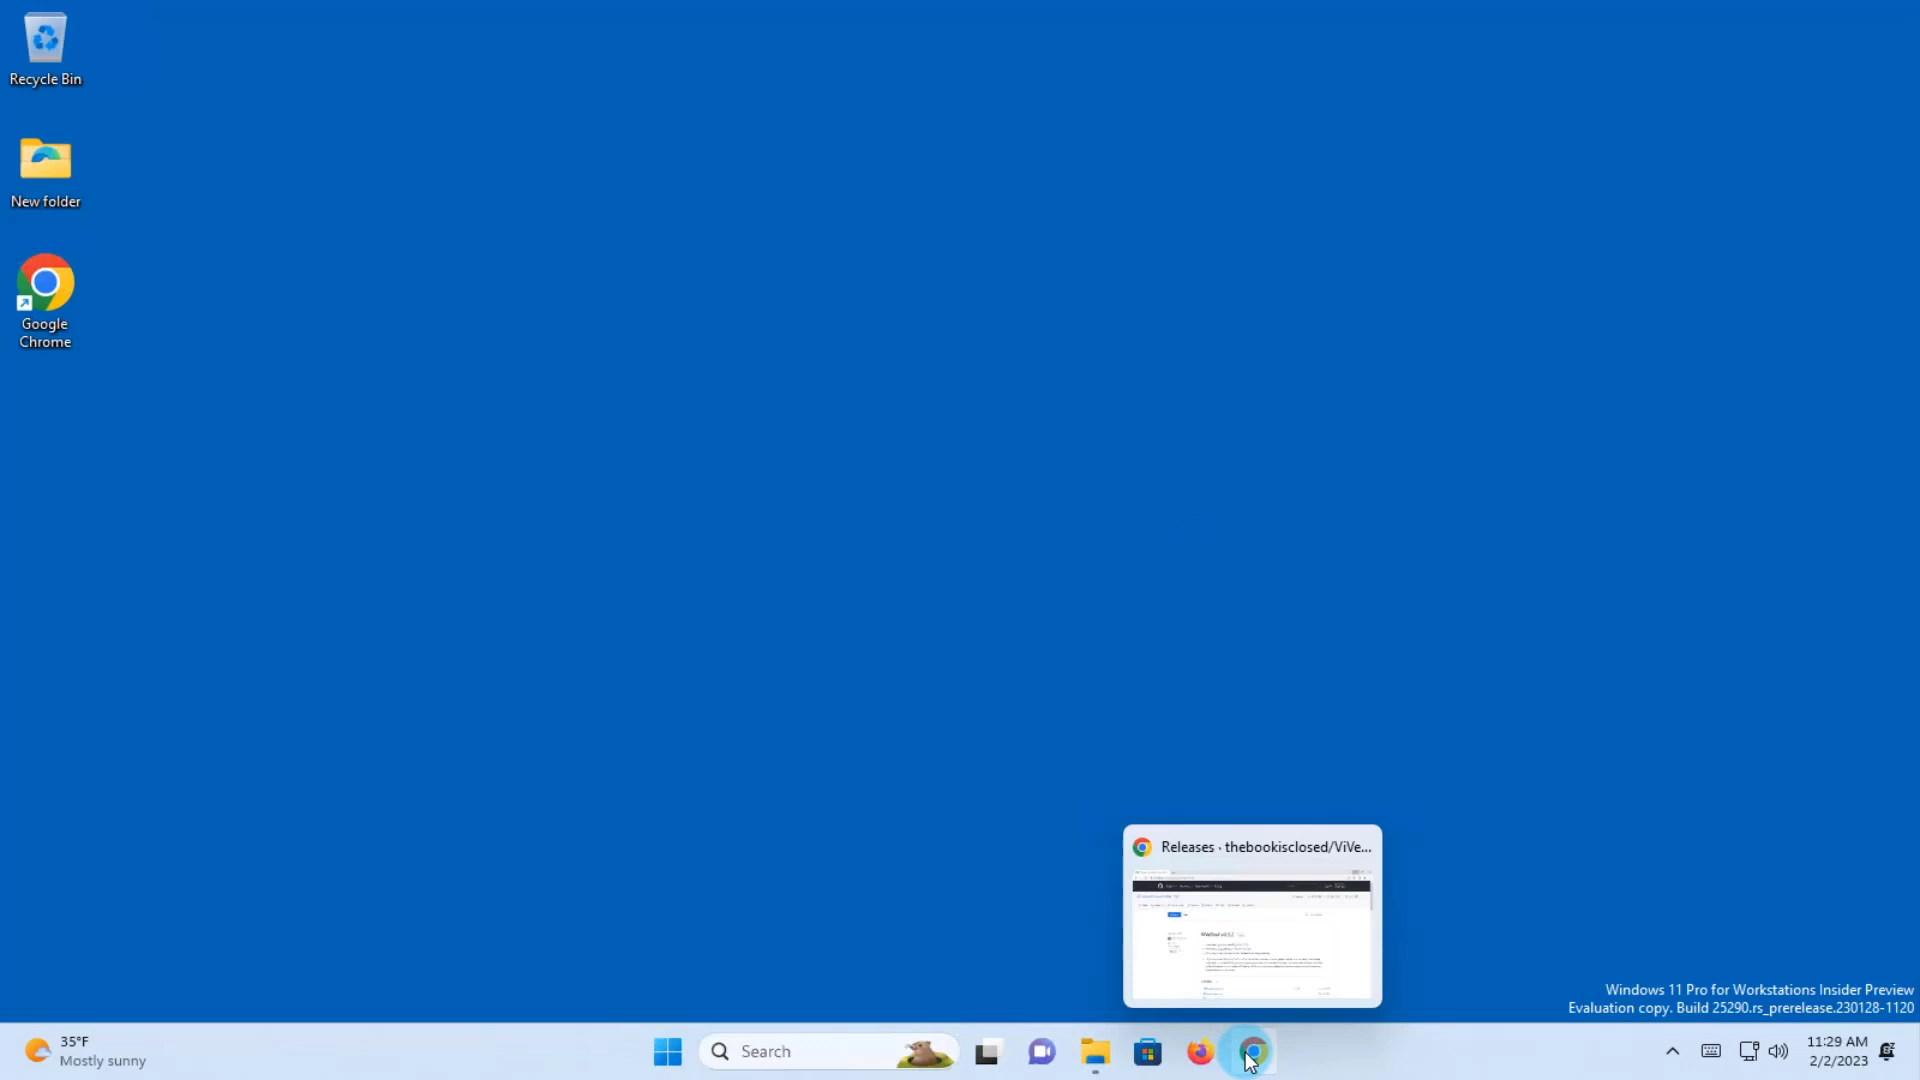 Recycle Bin
New folder
Google
Chrome
Releases · thebookisclosed/ViVe...
Windows 11 Pro for Workstations Insider Preview
Evaluation copy. Build 25290.rs_prerelease.230128-1120
35°F
Mostly sunny
Search
11:29 AM
2/2/2023